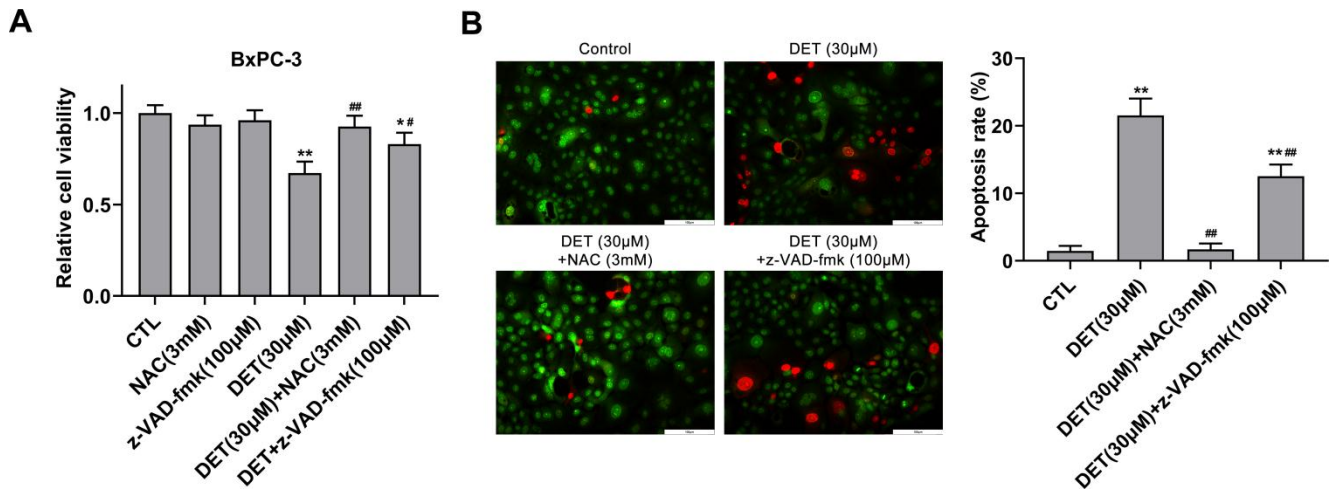 A
BxPC-3
Relative cell viability
1.0
0.5
0.0
##
**
* #
CTL
NAC(3mM)
z-VAD-fmk(100μM)
DET(30μM)
DET(30μM)+NAC(3mM)
DET+z-VAD-fmk(100μM)
B
Control
DET (30μM)
DET (30μM)
+NAC (3mM)
DET (30μM)
+z-VAD-fmk (100μM)
Apoptosis rate (%)
30
20
10
0
**
##
** ##
CTL
DET(30μM)
DET(30μM)+NAC(3mM)
DET(30μM)+z-VAD-fmk(100μM)